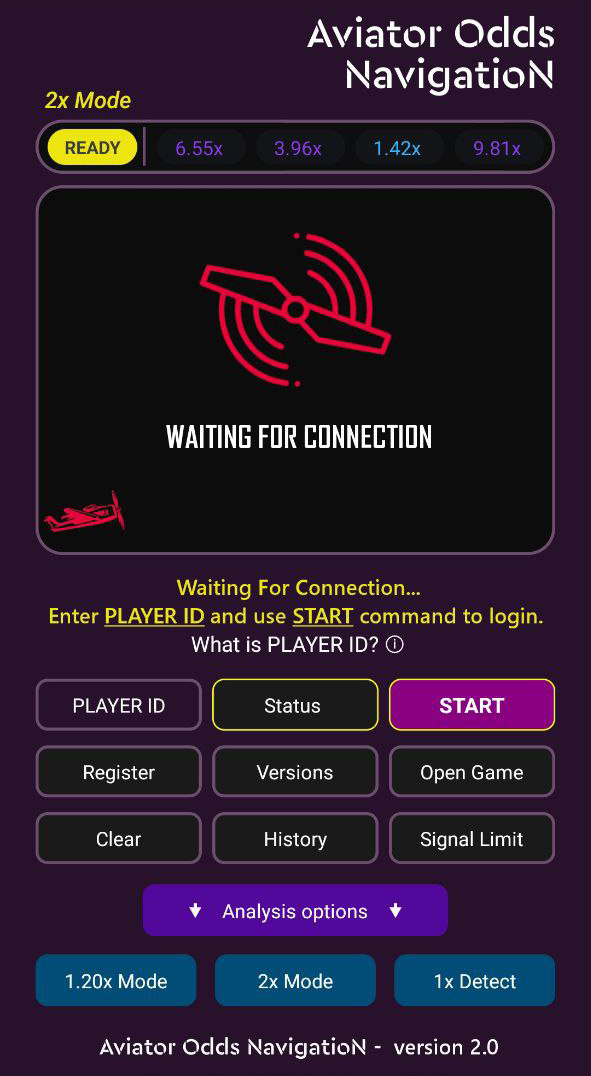 Aviator Odds
NavigatioN
2x Mode
READY 6.55x 3.96x 1.42x 9.81x
WAITING FOR CONNECTION
Waiting For Connection...
Enter PLAYER ID and use START command to login.
What is PLAYER ID? ⓘ
PLAYER ID Status START
Register Versions Open Game
Clear History Signal Limit
Analysis options
1.20x Mode 2x Mode 1x Detect
Aviator Odds NavigatioN - version 2.0